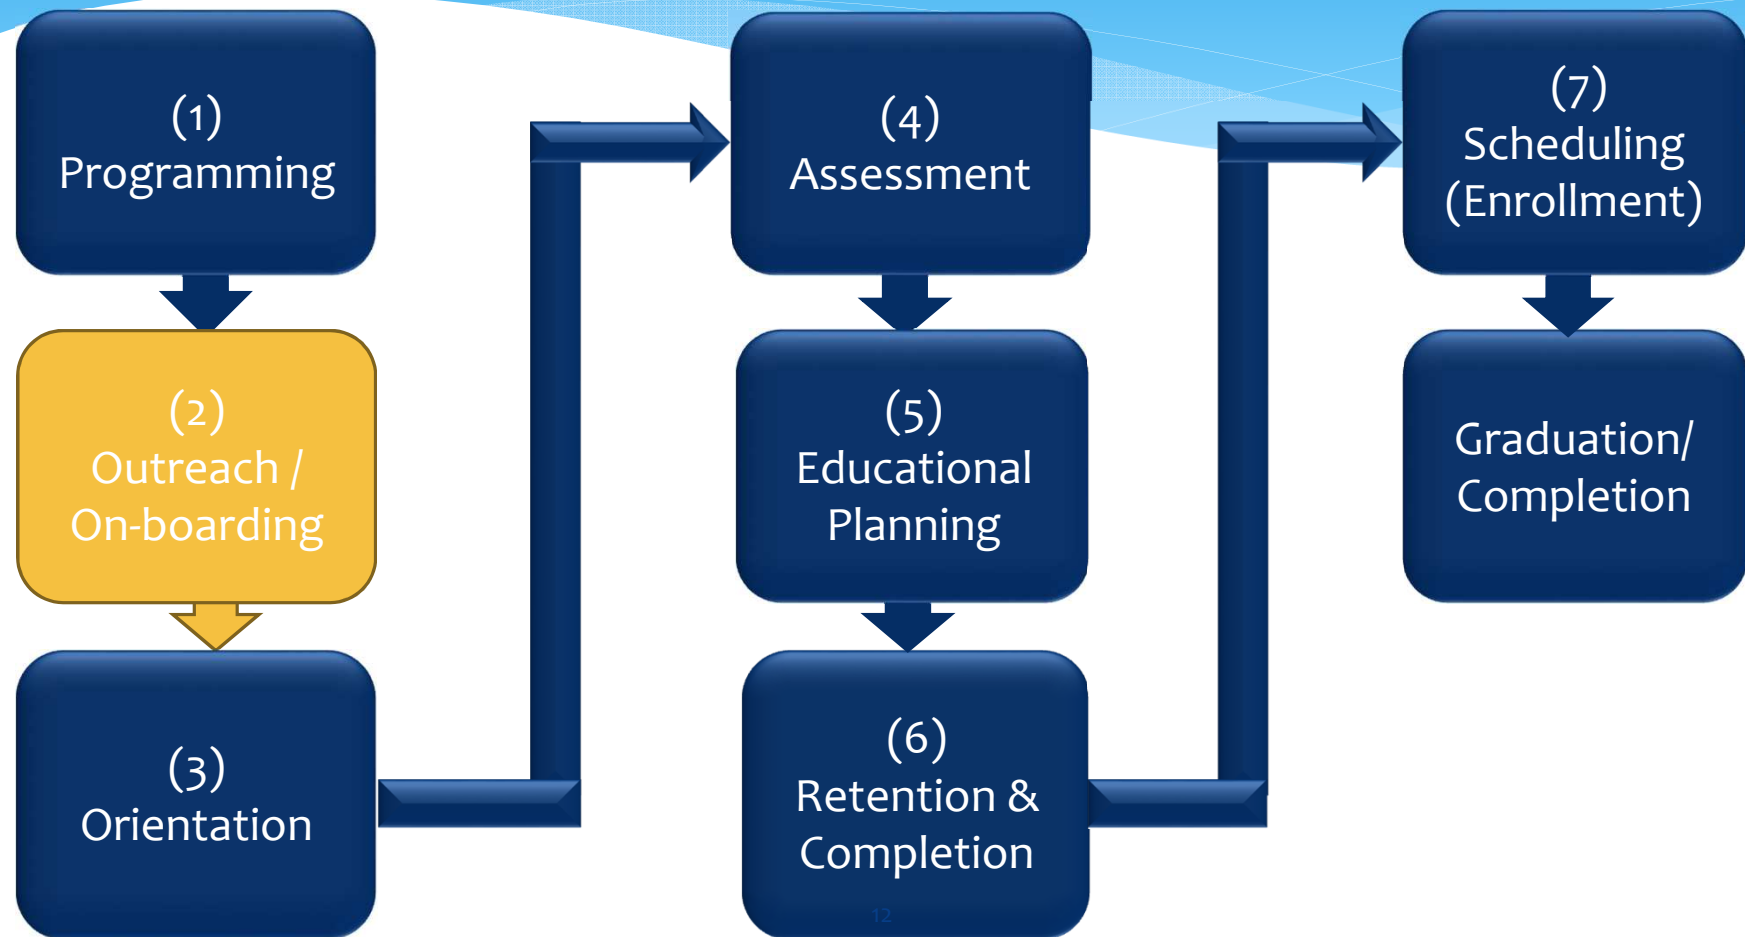 (1)
Programming
(2)
Outreach /
On-boarding
(3)
Orientation
(4)
Assessment
(5)
Educational
Planning
(6)
Retention &
Completion
12
(7)
Scheduling
(Enrollment)
Graduation/
Completion